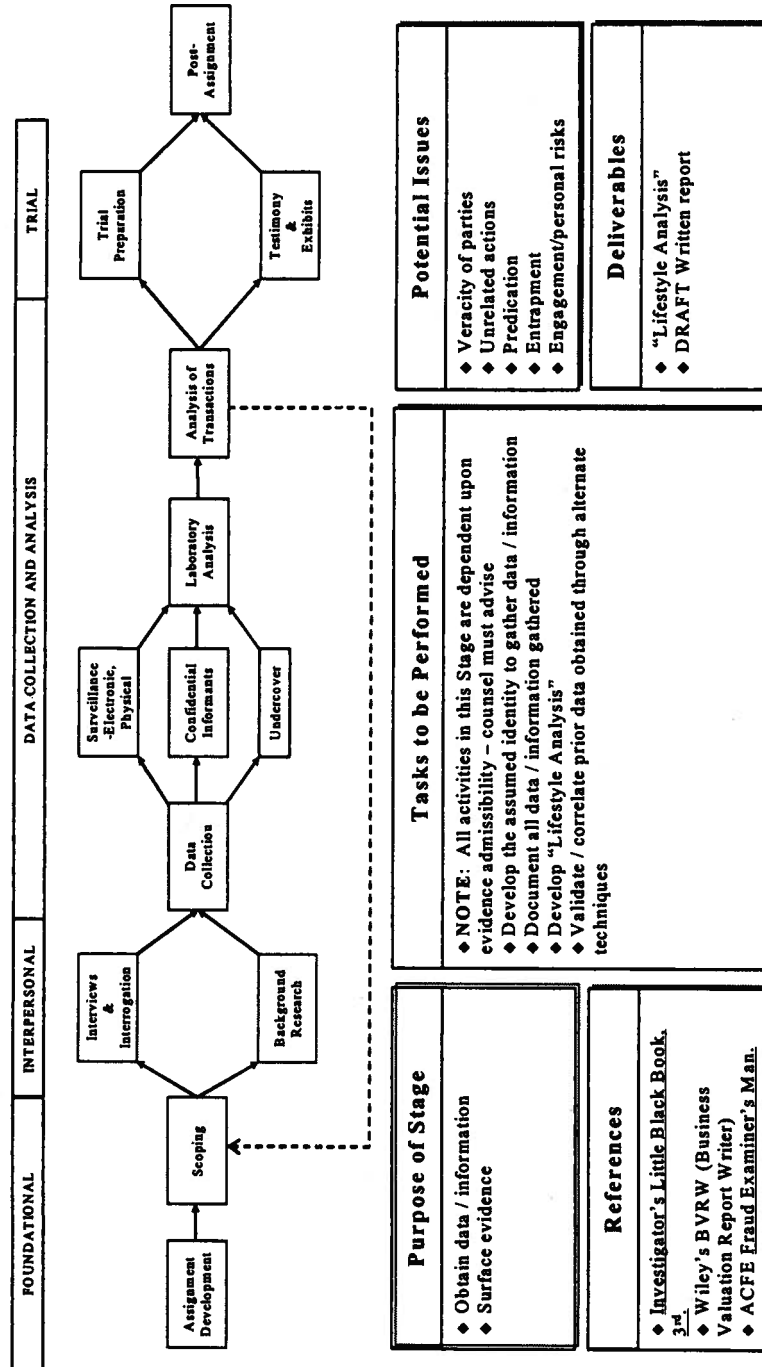 FOUNDATIONAL
INTERPERSONAL
DATA COLLECTION AND ANALYSIS
TRIAL
Assignment
Development
Scoping
Interviews
&
Interrogation
Background
Research
Data
Collection
Surveillance
-Electronic,
Physical
Confidential
Informants
Undercover
Laboratory
Analysis
Analysis of
Transactions
Trial
Preparation
Testimony
&
Exhibits
Post-
Assignment
Purpose of Stage
◆ Obtain data / information
◆ Surface evidence
References
◆ Investigator's Little Black Book,
3rd.
◆ Wiley's BVRW (Business
Valuation Report Writer)
◆ ACFE Fraud Examiner's Man.
Tasks to be Performed
◆ NOTE: All activities in this Stage are dependent upon
evidence admissibility – counsel must advise
◆ Develop the assumed identity to gather data / information
◆ Document all data / information gathered
◆ Develop "Lifestyle Analysis"
◆ Validate / correlate prior data obtained through alternate
techniques
Potential Issues
◆ Veracity of parties
◆ Unrelated actions
◆ Predication
◆ Entrapment
◆ Engagement/personal risks
Deliverables
◆ "Lifestyle Analysis"
◆ DRAFT Written report